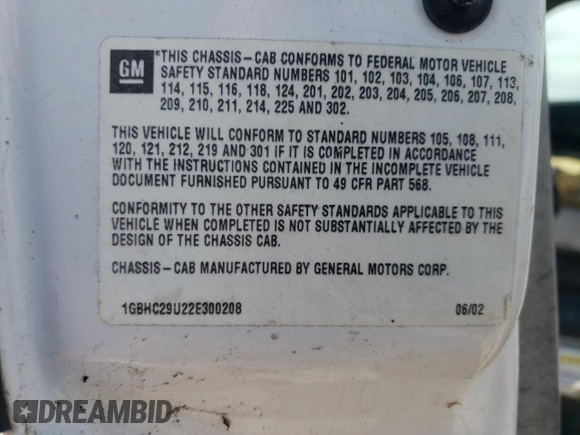 GM
THIS CHASSIS-CAB CONFORMS TO FEDERAL MOTOR VEHICLE
SAFETY STANDARD NUMBERS 101, 102, 103, 104, 106, 107, 113,
114, 115, 116, 118, 124, 201, 202, 203, 204, 205, 206, 207, 208,
209, 210, 211, 214, 225 AND 302.
THIS VEHICLE WILL CONFORM TO STANDARD NUMBERS 105, 108, 111,
120, 121, 212, 219 AND 301 IF IT IS COMPLETED IN ACCORDANCE
WITH THE INSTRUCTIONS CONTAINED IN THE INCOMPLETE VEHICLE
DOCUMENT FURNISHED PURSUANT TO 49 CFR PART 568.
CONFORMITY TO THE OTHER SAFETY STANDARDS APPLICABLE TO THIS
VEHICLE WHEN COMPLETED IS NOT SUBSTANTIALLY AFFECTED BY THE
DESIGN OF THE CHASSIS CAB.
CHASSIS-CAB MANUFACTURED BY GENERAL MOTORS CORP.
1GBHC29U22E300208 06/02
DREAMBID